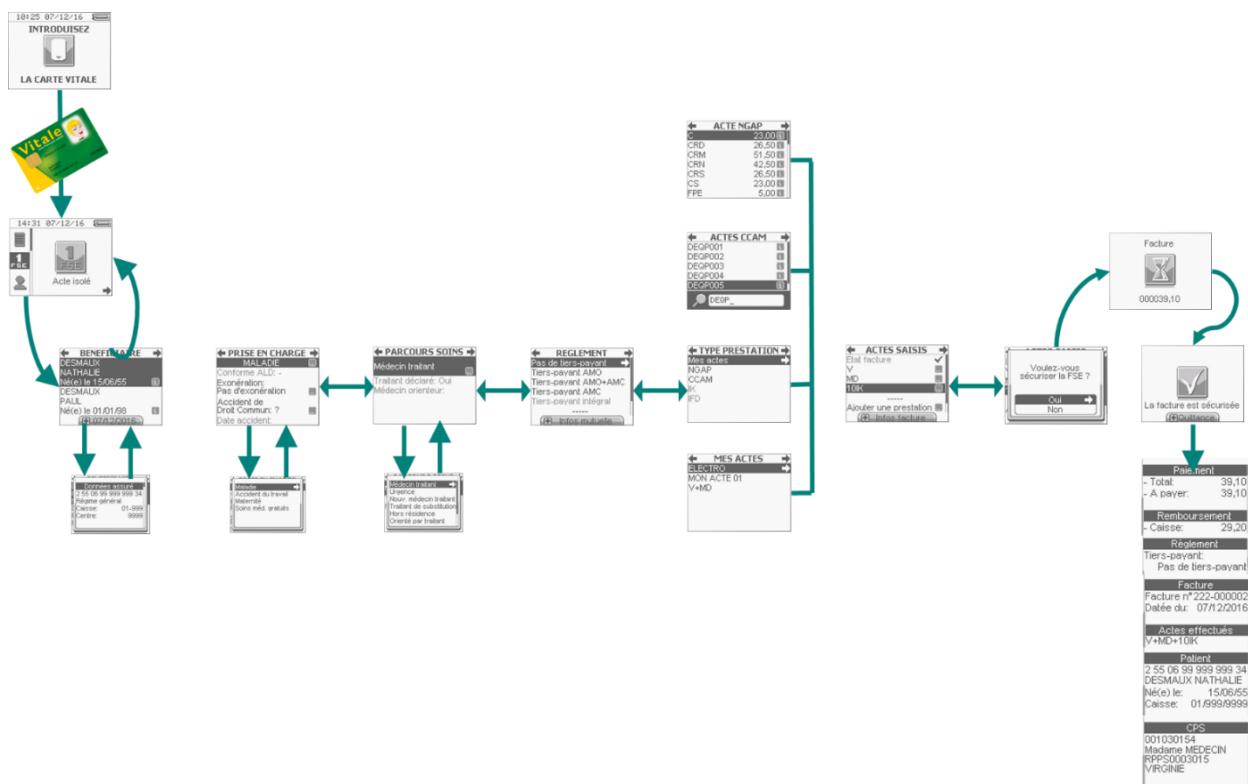 10:25 07/12/16
INTRODUISEZ
LA CARTE VITALE
Vitale
14:31 07/12/16
1
FSE
1
FSE
Acte isolé
BENEFICIAIRE
DESMAUX
NATHALIE
Né(e) le 15/06/55
DESMAUX
PAUL
Né(e) le 01/01/98
07/12/2016
Données assuré
2 55 06 99 999 999 34
Régime général
Caisse: 01-999
Centre: 9999
PRISE EN CHARGE
MALADIE
Conforme ALD: -
Exonération:
Pas d'exonération
Accident de
Droit Commun: ?
Date accident:
Maladie
Accident du travail
Maternité
Soins méd. gratuits
PARCOURS SOINS
Médecin traitant
Traitant déclaré: Oui
Médecin orienteur:
Médecin traitant
Urgence
Nouv. médecin traitant
Traitant de substitution
Hors résidence
Orienté par traitant
REGLEMENT
Pas de tiers-payant
Tiers-payant AMO
Tiers-payant AMO+AMC
Tiers-payant AMC
Tiers-payant intégral
-----
Infos mutuelle
ACTE NGAP
C 23,00
CRD 26,50
CRM 51,50
CRN 42,50
CRS 26,50
CS 23,00
FPE 5,00
ACTES CCAM
DEQP001
DEQP002
DEQP003
DEQP004
DEQP005
DEQP_
TYPE PRESTATION
Mes actes
NGAP
CCAM
IK
IFD
MES ACTES
ELECTRO
MON ACTE 01
V+MD
ACTES SAISIS
Etat facture
V
MD
10IK
-----
Ajouter une prestation
Infos facture
Voulez-vous
sécuriser la FSE ?
Oui
Non
Facture
000039,10
La facture est sécurisée
Quittance
Paiement
- Total: 39,10
- A payer: 39,10
Remboursement
- Caisse: 29,20
Règlement
Tiers-payant:
Pas de tiers-payant
Facture
Facture n°222-000002
Datée du: 07/12/2016
Actes effectués
V+MD+10IK
Patient
2 55 06 99 999 999 34
DESMAUX NATHALIE
Né(e) le: 15/06/55
Caisse: 01/999/9999
CPS
001030154
Madame MEDECIN
RPPS0003015
VIRGINIE